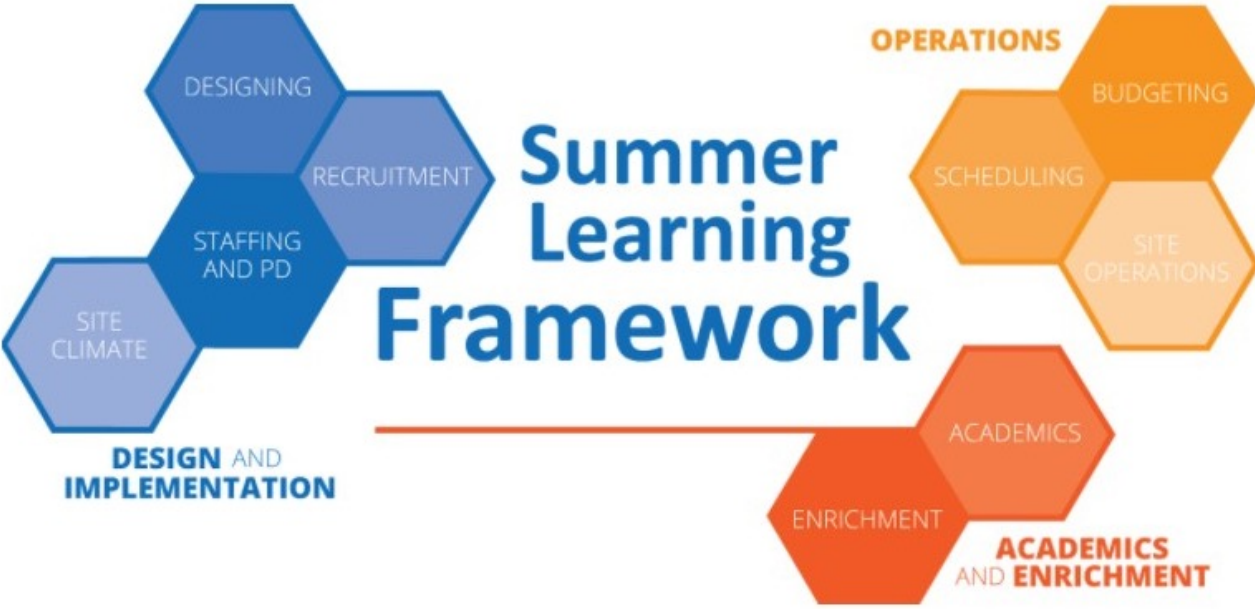 DESIGNING
RECRUITMENT
STAFFING
AND PD
SITE
CLIMATE
DESIGN AND
IMPLEMENTATION
Summer
Learning
Framework
OPERATIONS
BUDGETING
SCHEDULING
SITE
OPERATIONS
ACADEMICS
ENRICHMENT
ACADEMICS
AND ENRICHMENT